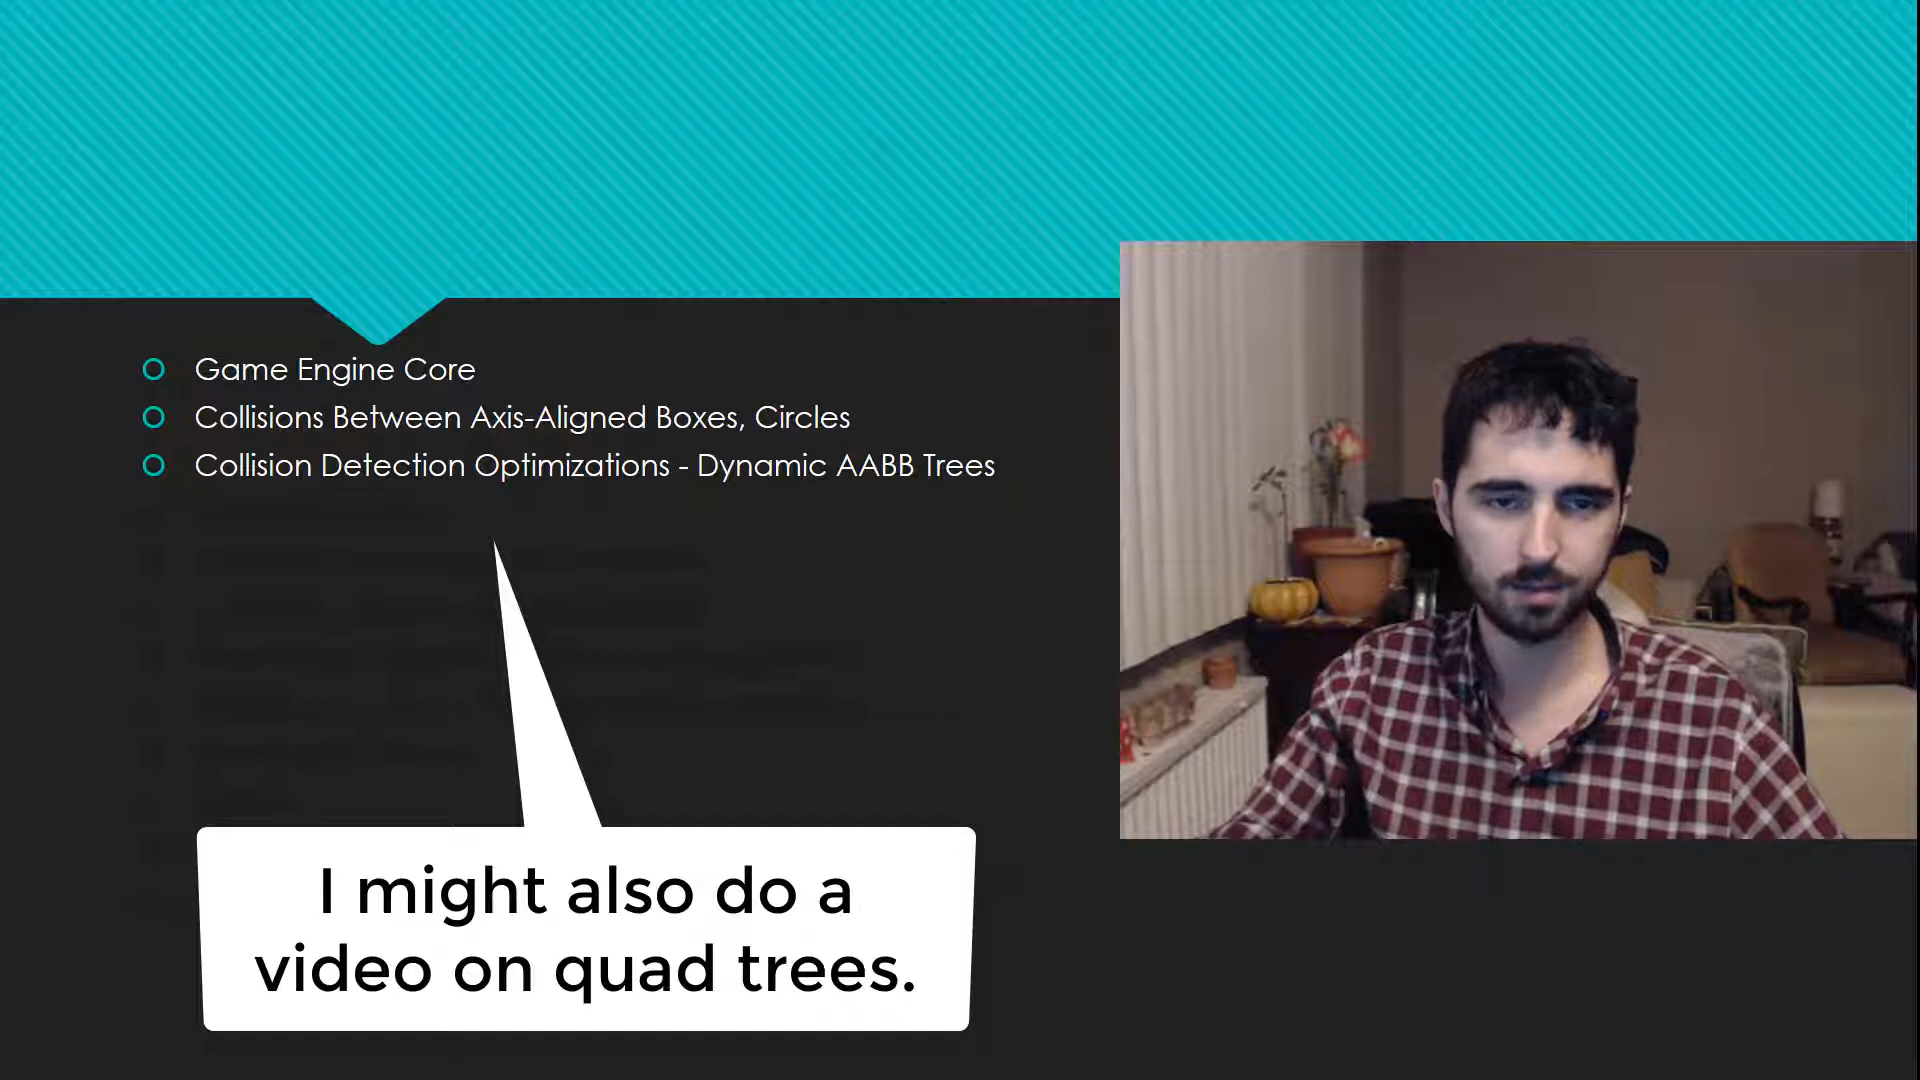 Game Engine Core
Collisions Between Axis-Aligned Boxes, Circles
Collision Detection Optimizations - Dynamic AABB Trees
I might also do a
video on quad trees.